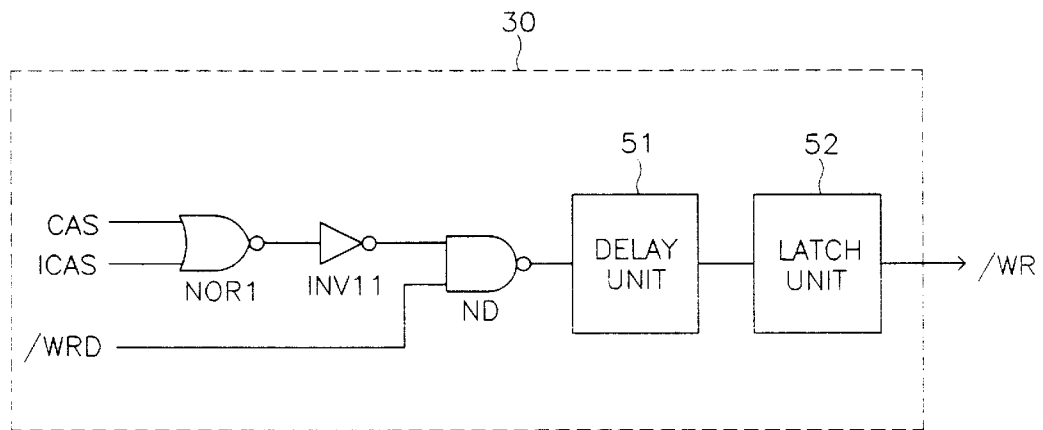 30
51
52
CAS
ICAS
NOR1
INV11
ND
DELAY
UNIT
LATCH
UNIT
/WR
/WRD